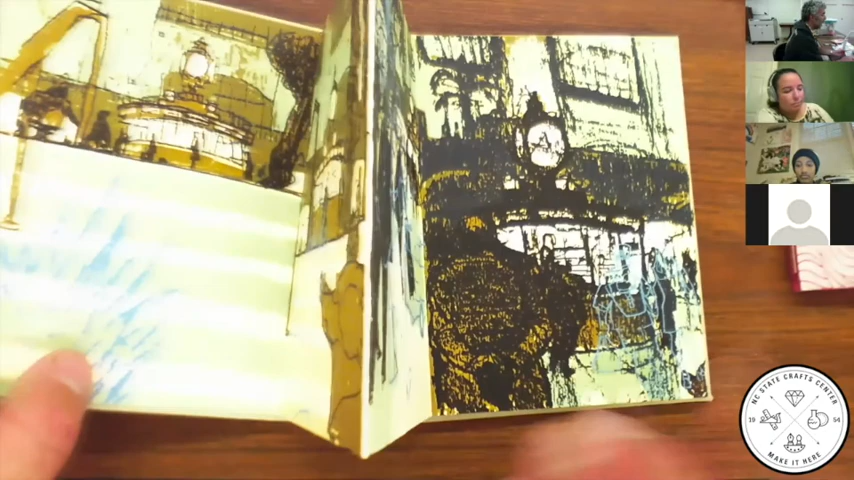 NC STATE CRAFTS CENTER
19 54
MAKE IT HERE